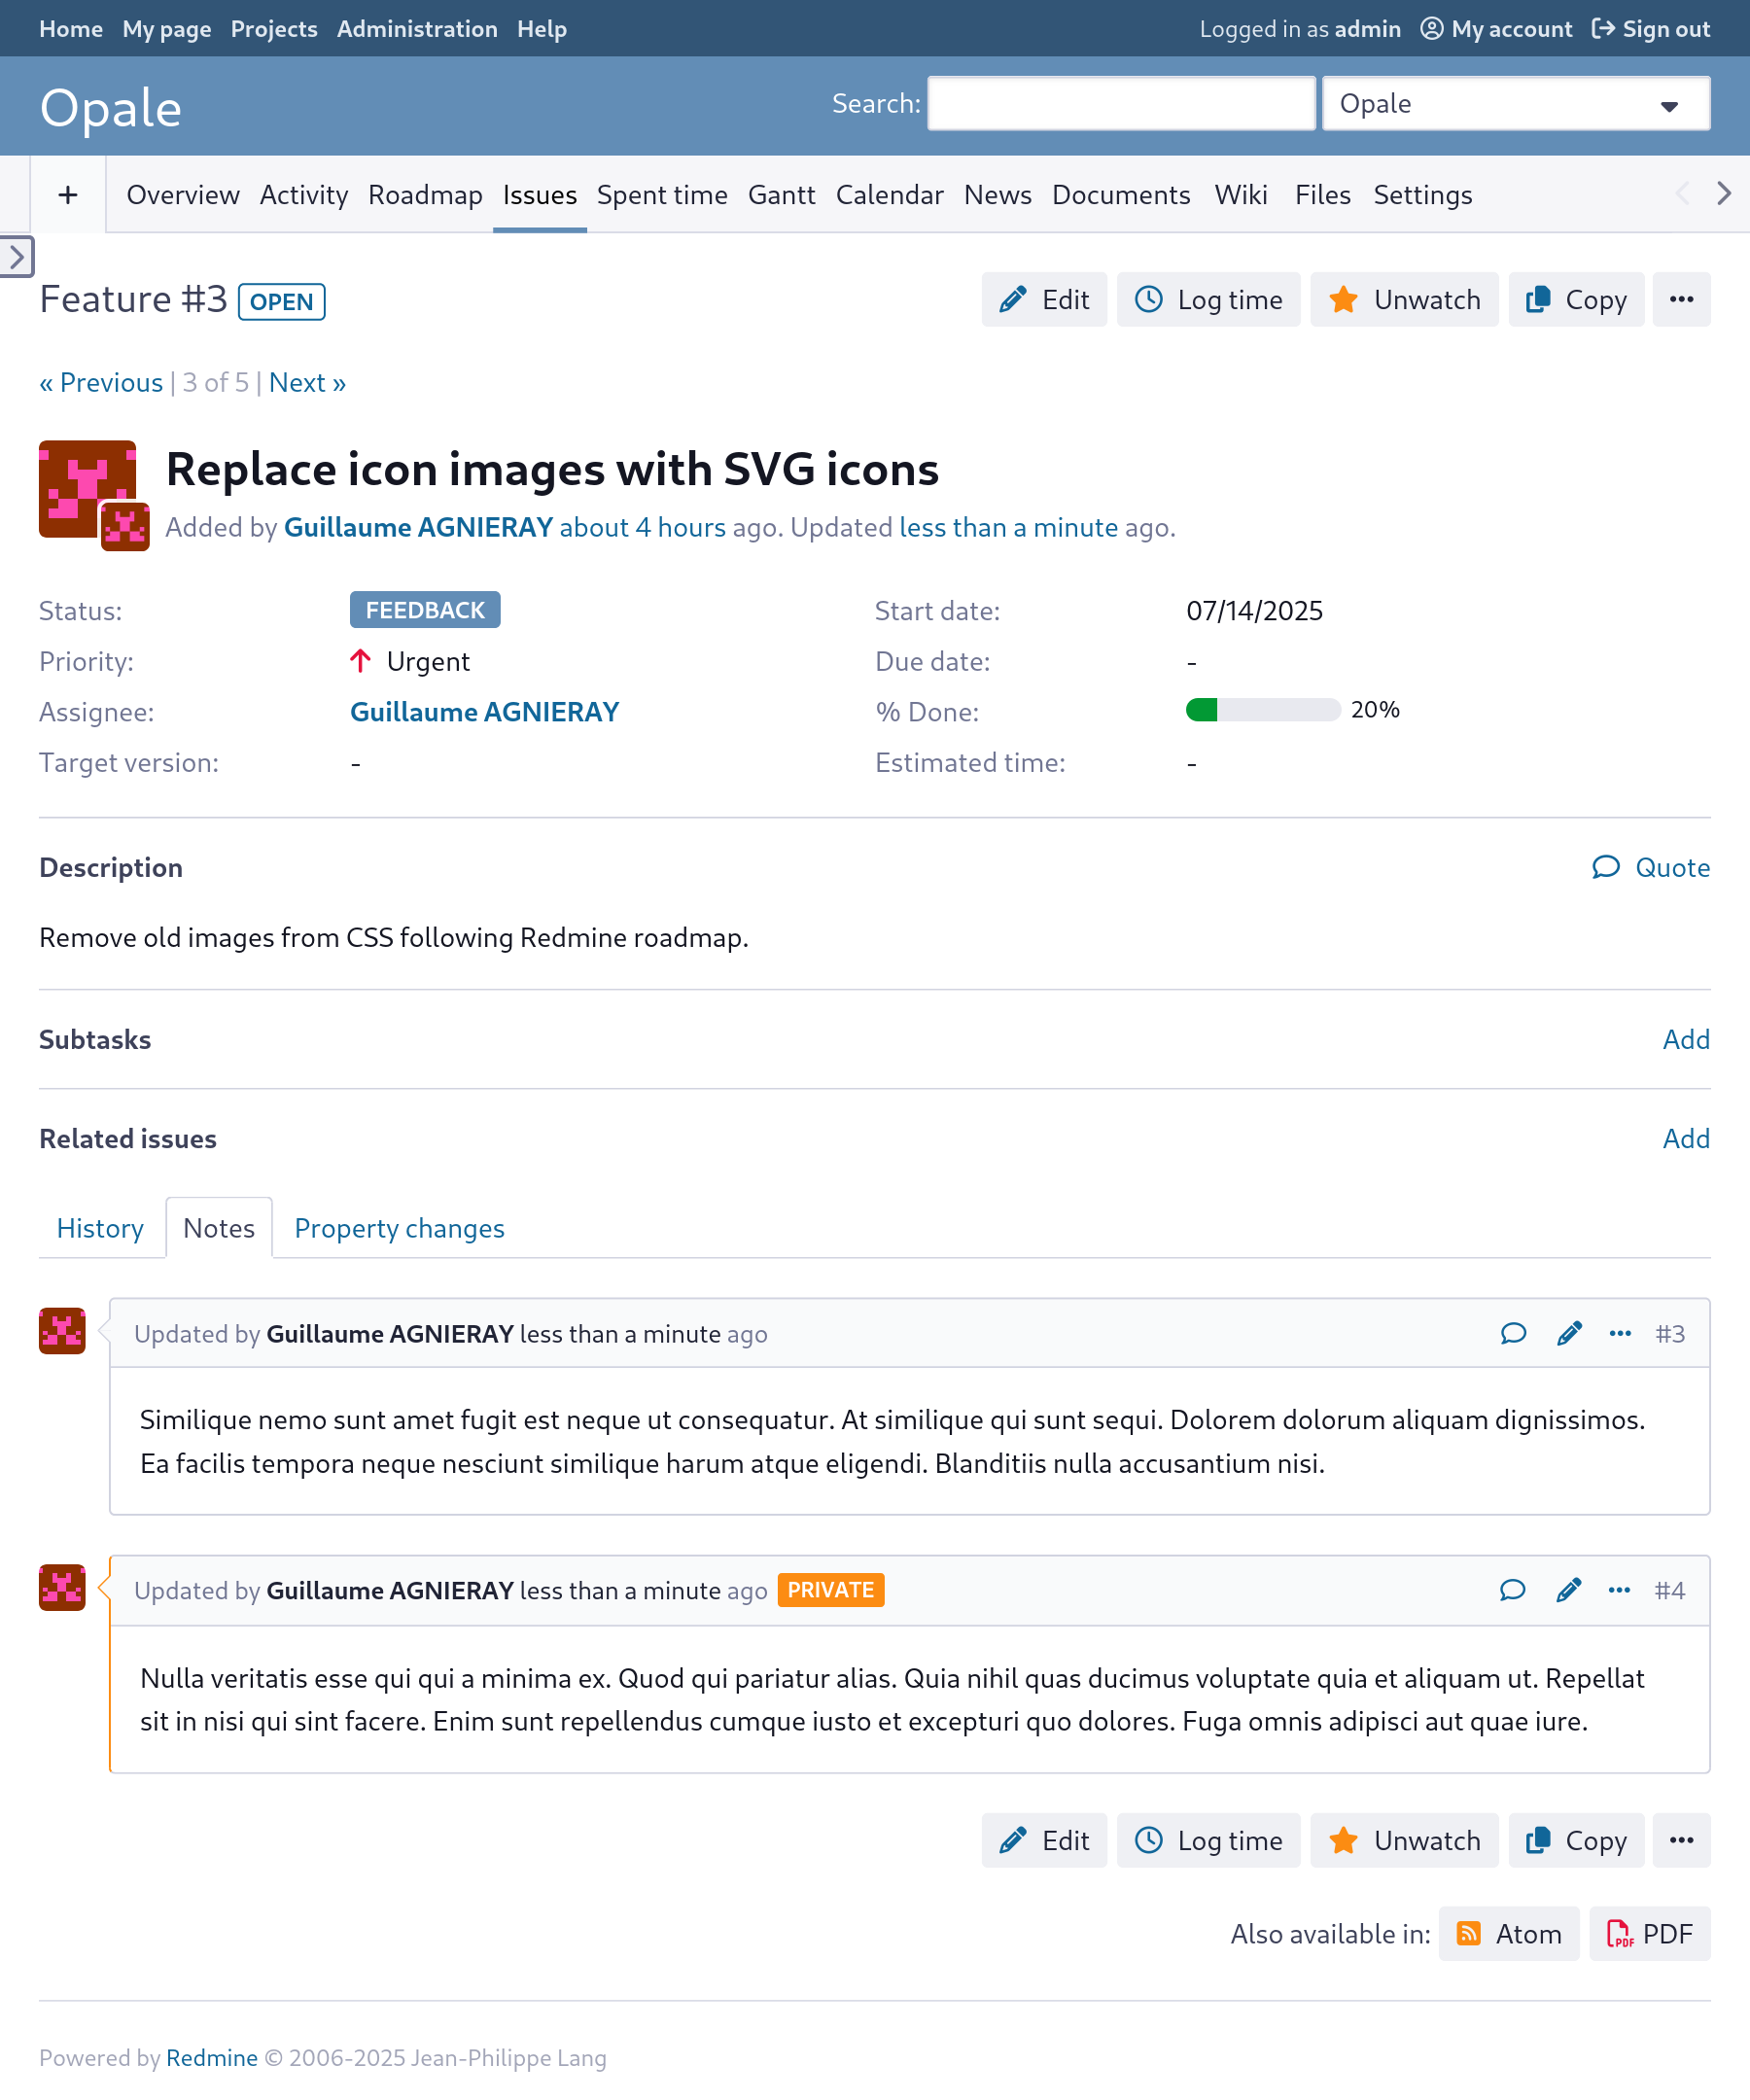 Home My page Projects Administration Help Logged in as admin My account Sign out
Opale Search: Opale
+ Overview Activity Roadmap Issues Spent time Gantt Calendar News Documents Wiki Files Settings
Feature #3 OPEN Edit Log time Unwatch Copy
« Previous | 3 of 5 | Next »
Replace icon images with SVG icons
Added by Guillaume AGNIERAY about 4 hours ago. Updated less than a minute ago.
Status: FEEDBACK Start date: 07/14/2025
Priority: Urgent Due date: -
Assignee: Guillaume AGNIERAY % Done: 20%
Target version: - Estimated time: -
Description Quote
Remove old images from CSS following Redmine roadmap.
Subtasks Add
Related issues Add
History Notes Property changes
Updated by Guillaume AGNIERAY less than a minute ago #3
Similique nemo sunt amet fugit est neque ut consequatur. At similique qui sunt sequi. Dolorem dolorum aliquam dignissimos.
Ea facilis tempora neque nesciunt similique harum atque eligendi. Blanditiis nulla accusantium nisi.
Updated by Guillaume AGNIERAY less than a minute ago PRIVATE #4
Nulla veritatis esse qui qui a minima ex. Quod qui pariatur alias. Quia nihil quas ducimus voluptate quia et aliquam ut. Repellat
sit in nisi qui sint facere. Enim sunt repellendus cumque iusto et excepturi quo dolores. Fuga omnis adipisci aut quae iure.
Edit Log time Unwatch Copy
Also available in: Atom PDF PDF
Powered by Redmine © 2006-2025 Jean-Philippe Lang